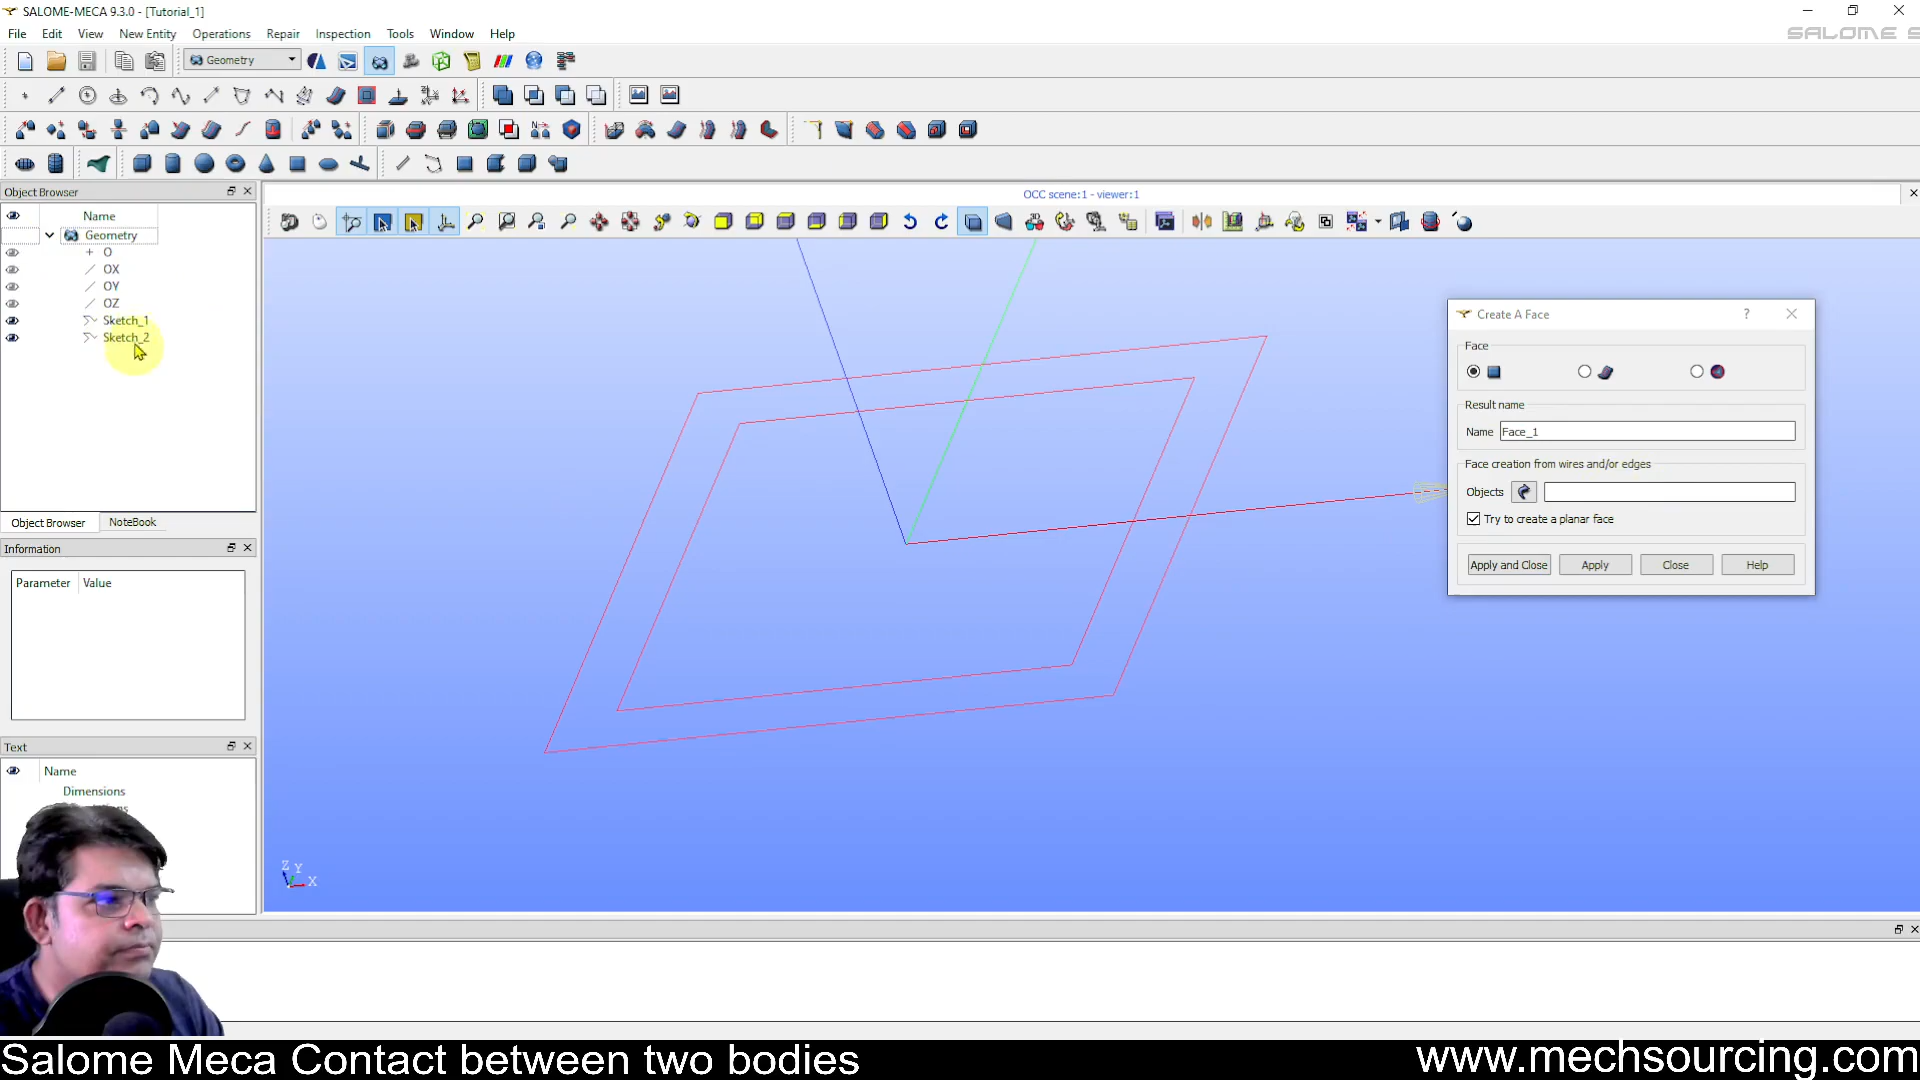 SALOME-MECA 9.3.0 - [Tutorial_1]
File Edit View New Entity Operations Repair Inspection Tools Window Help
SALOME S
Geometry
Object Browser
OCC scene:1 - viewer:1
Name
Geometry
O
OX
OY
OZ
Sketch_1
Sketch_2
Create A Face
Face
Result name
Name Face_1
Face creation from wires and/or edges
Objects
Try to create a planar face
Apply and Close Apply Close Help
Object Browser NoteBook
Information
Parameter Value
Text
Name
Dimensions
Z Y X
Salome Meca Contact between two bodies
www.mechsourcing.com